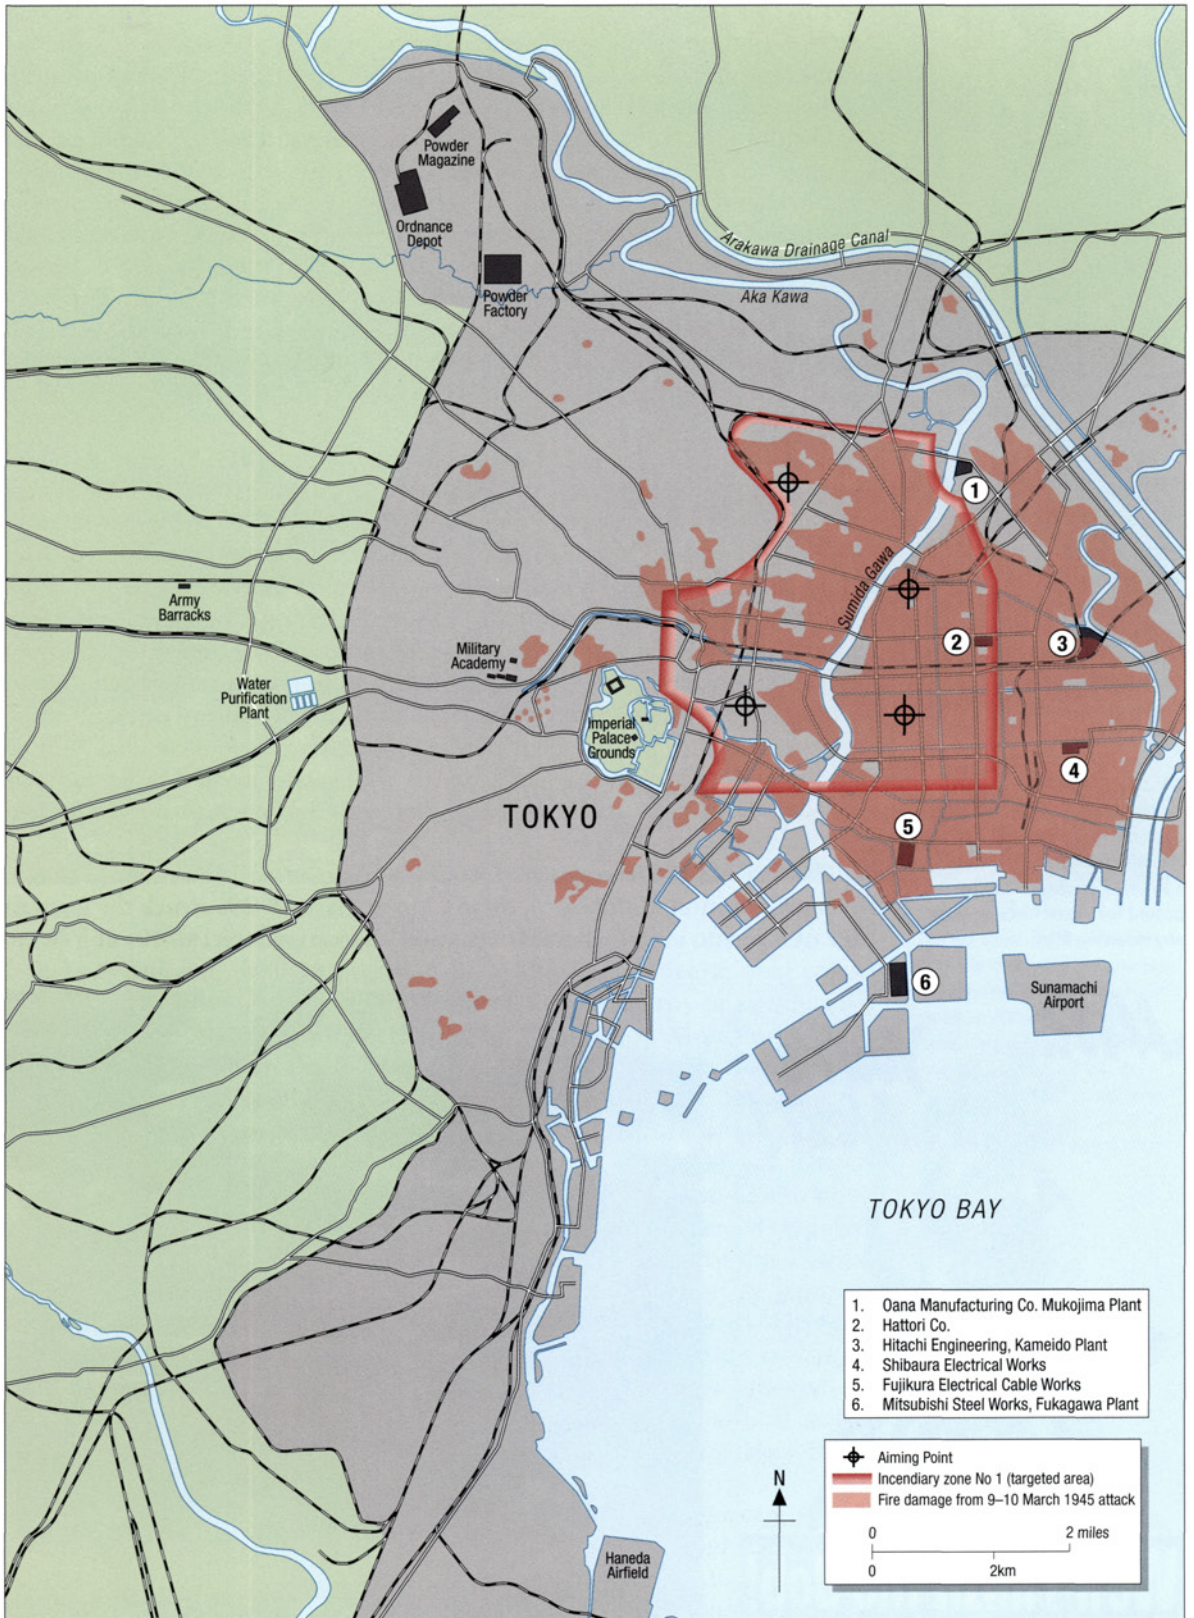 Powder
Magazine
Ordnance
Depot
Powder
Factory
Arakawa Drainage Canal
Aka Kawa
1
Sumida Gawa
Army
Barracks
2
3
Military
Academy
Water
Purification
Plant
Imperial
Palace
Grounds
4
TOKYO
5
6
Sunamachi
Airport
TOKYO BAY
1. Oana Manufacturing Co. Mukojima Plant
2. Hattori Co.
3. Hitachi Engineering, Kameido Plant
4. Shibaura Electrical Works
5. Fujikura Electrical Cable Works
6. Mitsubishi Steel Works, Fukagawa Plant
Aiming Point
Incendiary zone No 1 (targeted area)
Fire damage from 9–10 March 1945 attack
0 2 miles
0 2km
N
Haneda
Airfield